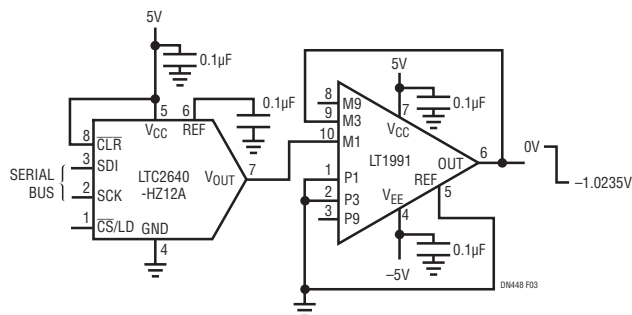 5V
0.1µF
5
6
0.1µF
VCC
REF
8
CLR
3
SDI
SERIAL
BUS
2
SCK
1
CS/LD
GND
4
LTC2640
-HZ12A
VOUT
7
5V
0.1µF
7
VCC
8
M9
9
M3
10
M1
LT1991
1
P1
2
P3
3
P9
OUT
6
REF
5
VEE
4
0.1µF
–5V
0V
–1.0235V
DN448 F03